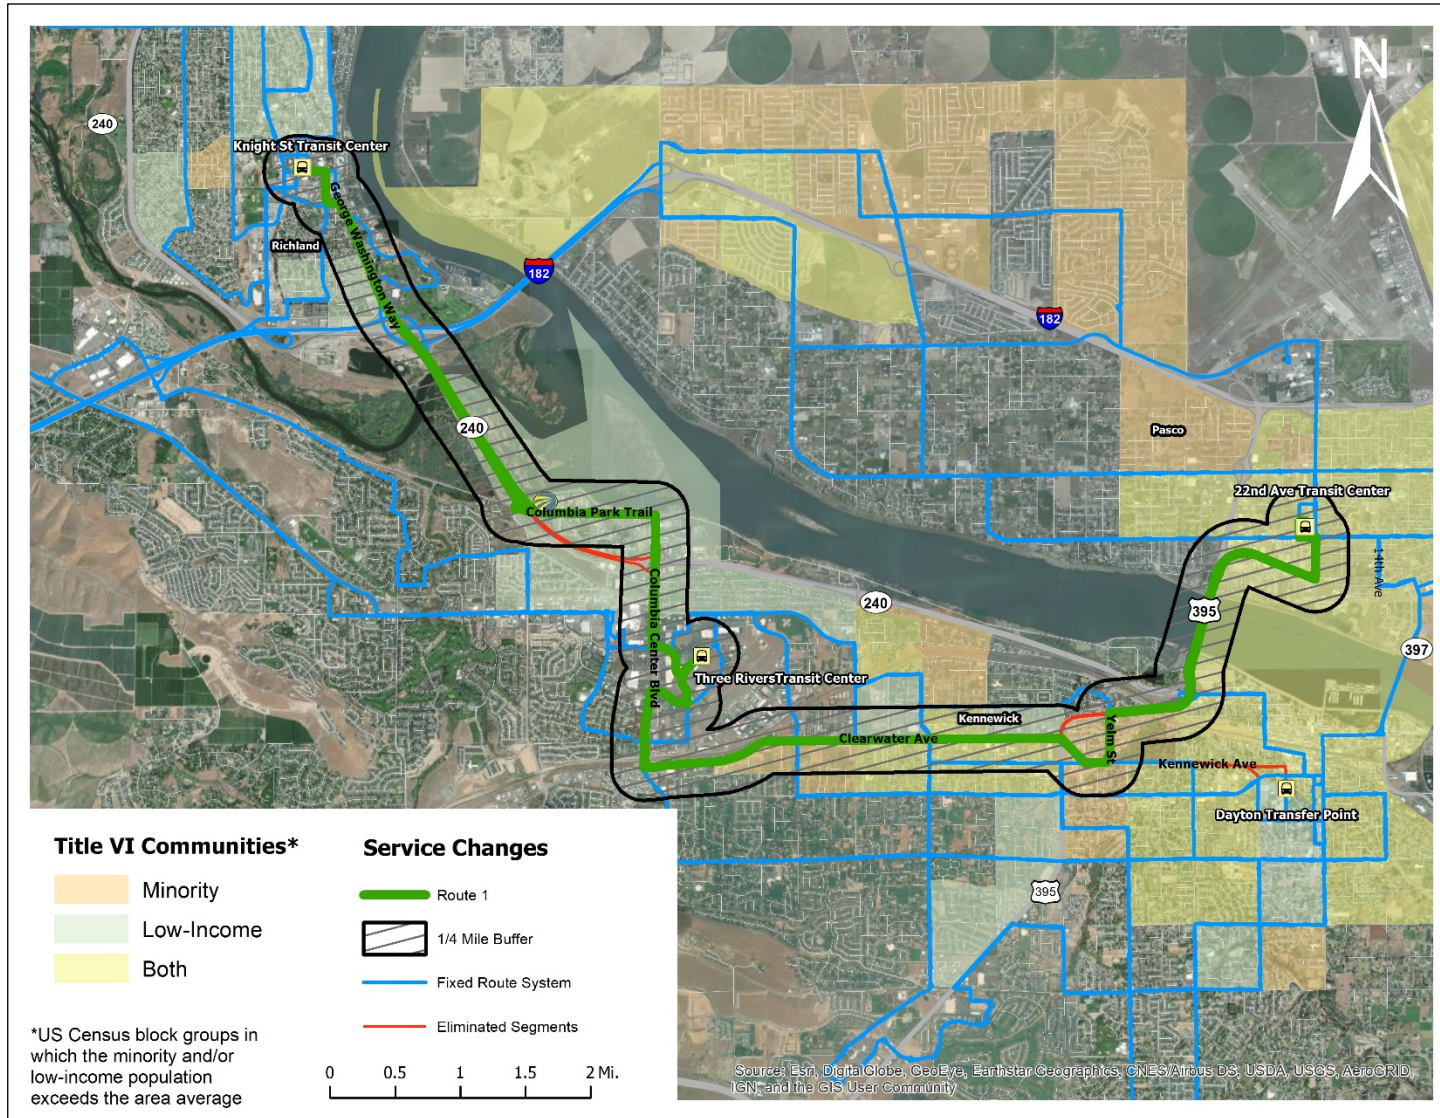 N
240
Knight St Transit Center
George Washington Way
Richland
182
182
240
Pasco
22nd Ave Transit Center
14th Ave
Columbia Park Trail
Columbia Center Blvd
240
395
397
Three RiversTransit Center
Kennewick
Clearwater Ave
Yelm St
Kennewick Ave
Dayton Transfer Point
395
Title VI Communities*
Minority
Low-Income
Both
*US Census block groups in
which the minority and/or
low-income population
exceeds the area average
Service Changes
Route 1
1/4 Mile Buffer
Fixed Route System
Eliminated Segments
0 0.5 1 1.5 2 Mi.
Source: Esri, DigitalGlobe, GeoEye, Earthstar Geographics, CNES/Airbus DS, USDA, USGS, AeroGRID,
IGN, and the GIS User Community